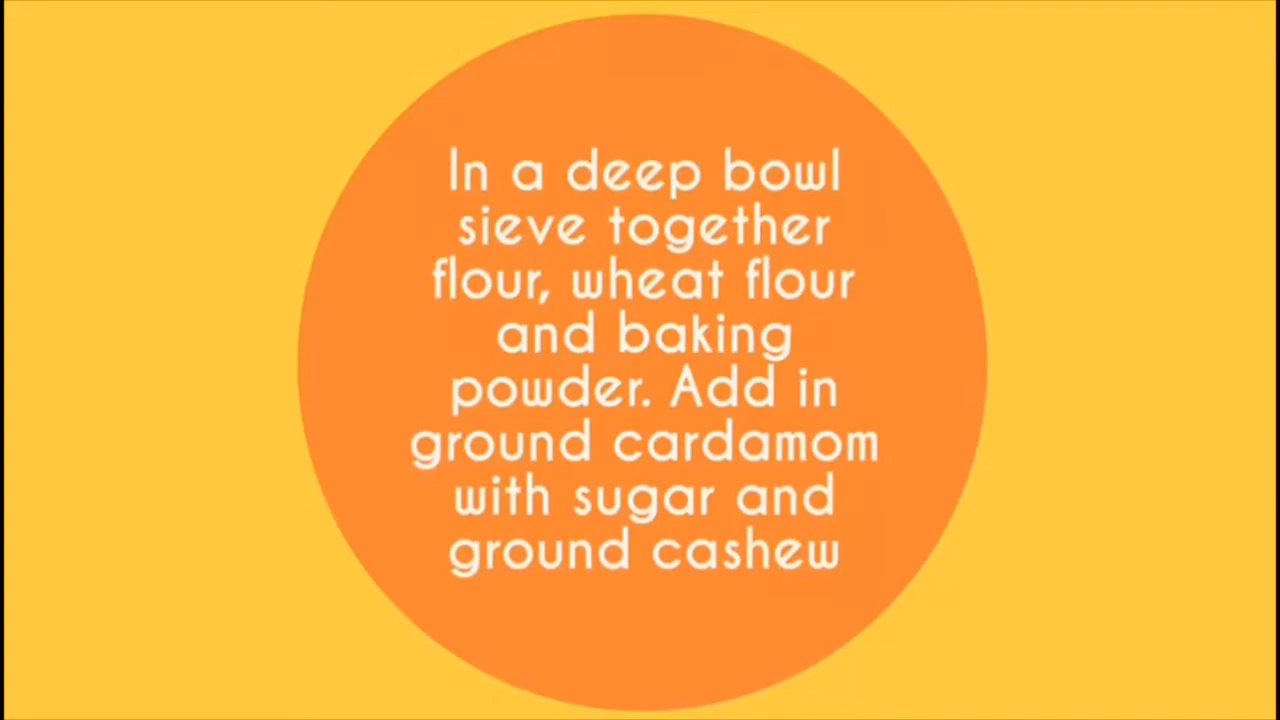 In a deep bowl
sieve together
flour, wheat flour
and baking
powder. Add in
ground cardamom
with sugar and
ground cashew